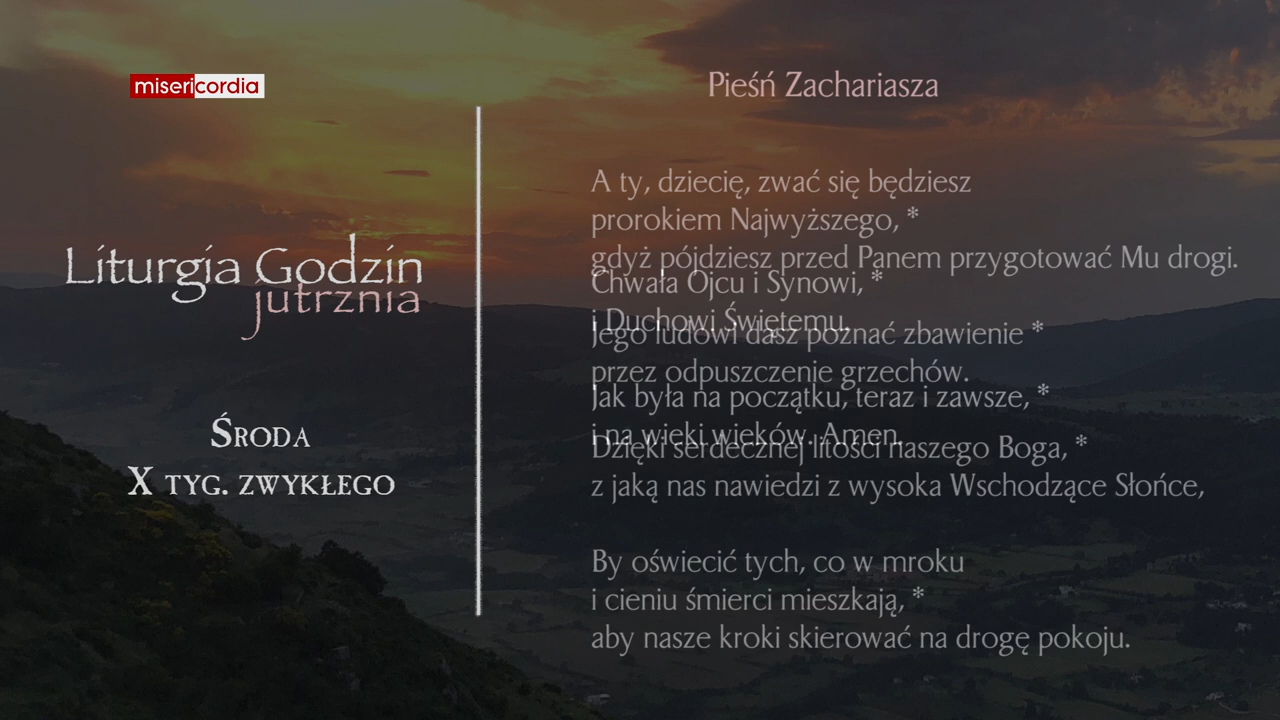 misericordia
Liturgia Godzin
jutrznia
Środa
X tyg. zwykłego
Pieśń Zachariasza
A ty, dziecię, zwać się będziesz
prorokiem Najwyższego, *
gdyż pójdziesz przed Panem przygotować Mu drogi.
Chwała Ojcu i Synowi, *
i Duchowi Świętemu.
Jego ludowi dasz poznać zbawienie *
przez odpuszczenie grzechów.
Jak była na początku, teraz i zawsze, *
i na wieki wieków. Amen.
Dzięki serdecznej litości naszego Boga, *
z jaką nas nawiedzi z wysoka Wschodzące Słońce,
By oświecić tych, co w mroku
i cieniu śmierci mieszkają, *
aby nasze kroki skierować na drogę pokoju.